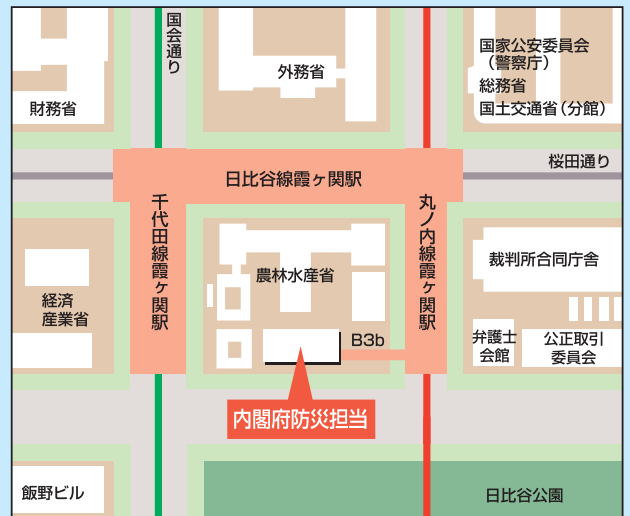 国会通り
国家公安委員会
（警察庁）
総務省
国土交通省（分館）
外務省
財務省
桜田通り
日比谷線霞ヶ関駅
千代田線霞ヶ関駅
丸ノ内線霞ヶ関駅
農林水産省
裁判所合同庁舎
経済
産業省
B3b
弁護士
会館
公正取引
委員会
内閣府防災担当
飯野ビル
日比谷公園